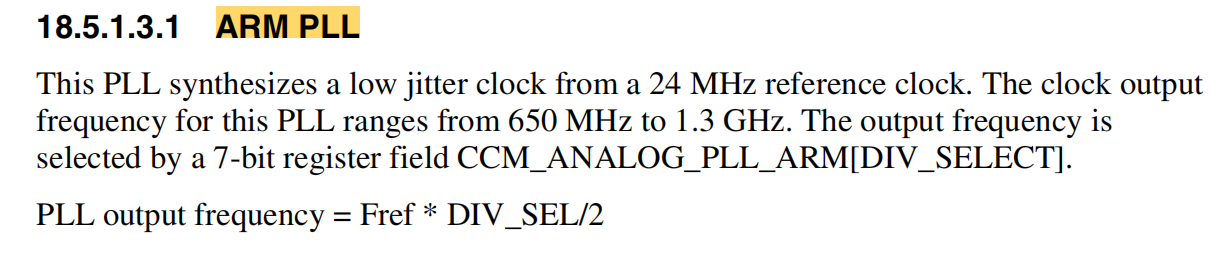 18.5.1.3.1 ARM PLL
This PLL synthesizes a low jitter clock from a 24 MHz reference clock. The clock output
frequency for this PLL ranges from 650 MHz to 1.3 GHz. The output frequency is
selected by a 7-bit register field CCM_ANALOG_PLL_ARM[DIV_SELECT].
PLL output frequency = Fref * DIV_SEL/2